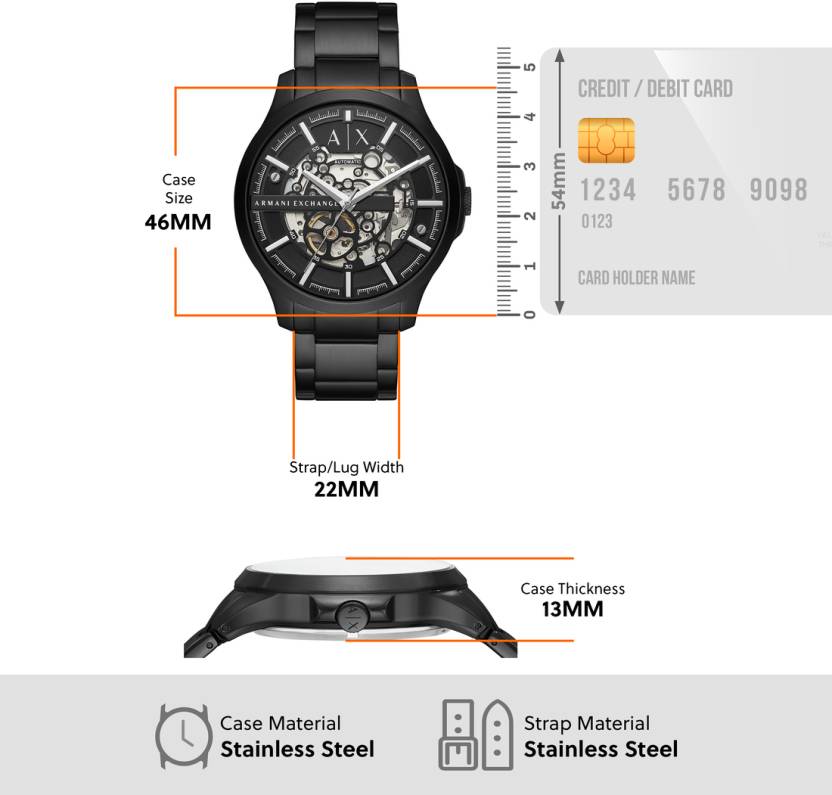 A|X
AUTOMATIC
ARMANI EXCHANGE
30
Case
Size
46MM
5
4
3
2
1
0
54mm
CREDIT / DEBIT CARD
1234 5678 9098
0123
CARD HOLDER NAME
Strap/Lug Width
22MM
Case Thickness
13MM
A|X
Case Material
Stainless Steel
Strap Material
Stainless Steel